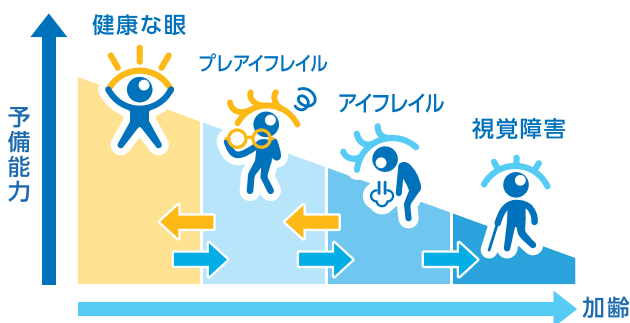 健康な眼
プレアイフレイル
アイフレイル
視覚障害
予備能力
加齢